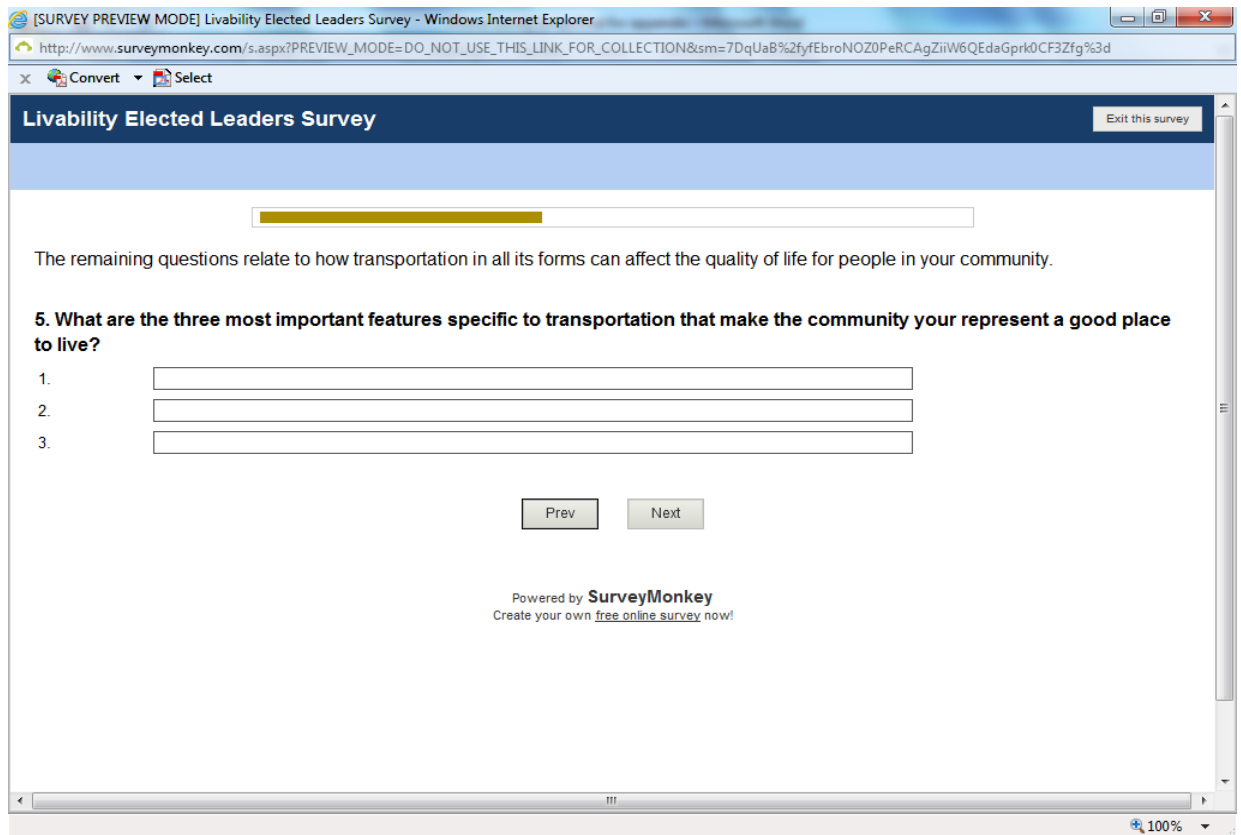 [SURVEY PREVIEW MODE] Livability Elected Leaders Survey - Windows Internet Explorer
http://www.surveymonkey.com/s.aspx?PREVIEW_MODE=DO_NOT_USE_THIS_LINK_FOR_COLLECTION&sm=7DqUaB%2fyfEbroNOZ0PeRCAgZiiW6QEdaGprk0CF3Zfg%3d
x Convert Select
Livability Elected Leaders Survey
Exit this survey
The remaining questions relate to how transportation in all its forms can affect the quality of life for people in your community.
5. What are the three most important features specific to transportation that make the community your represent a good place
to live?
1.
2.
3.
Prev Next
Powered by SurveyMonkey
Create your own free online survey now!
100%